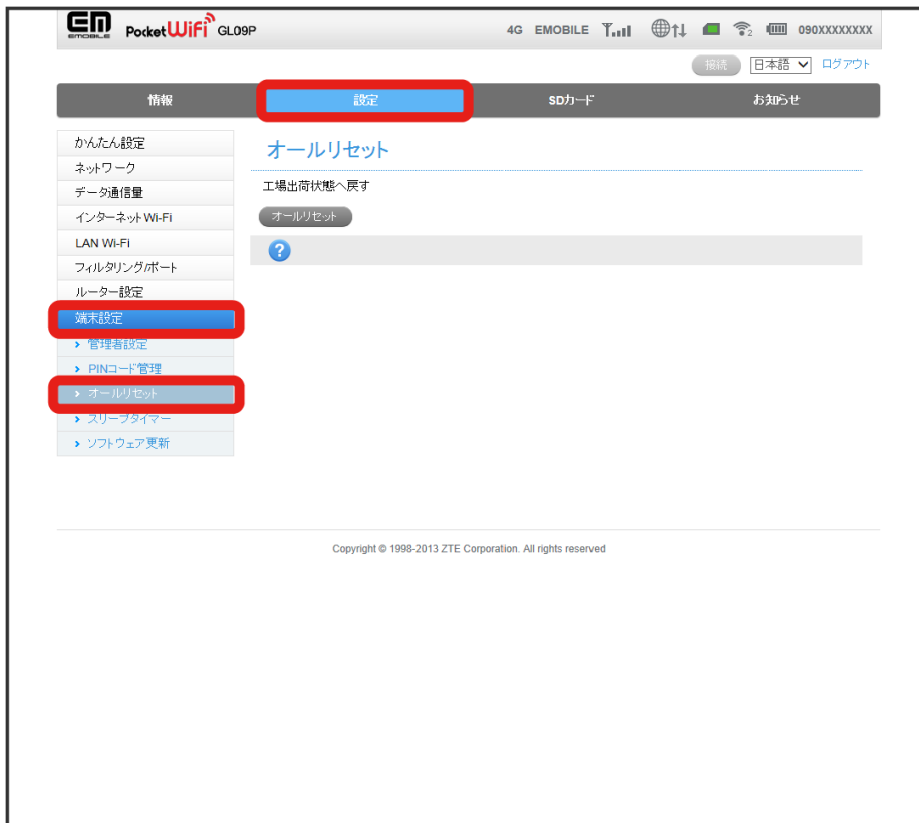 EM
EMOBILE
PocketWiFi GL09P
4G EMOBILE 2 090XXXXXXXX
接続 日本語 ログアウト
情報 設定 SDカード お知らせ
かんたん設定
ネットワーク
データ通信量
インターネットWi-Fi
LAN Wi-Fi
フィルタリング/ポート
ルーター設定
端末設定
管理者設定
PINコード管理
オールリセット
スリープタイマー
ソフトウェア更新
オールリセット
工場出荷状態へ戻す
オールリセット
?
Copyright © 1998-2013 ZTE Corporation. All rights reserved